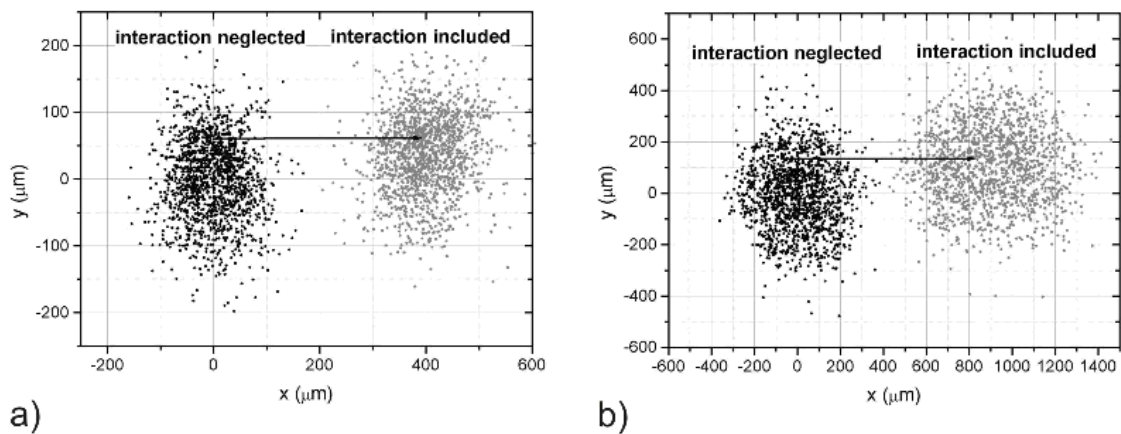 interaction neglected interaction included
200
100
0
-100
-200
y (μm)
-200 0 200 400 600
x (μm)
a)
interaction neglected interaction included
600
400
200
0
-200
-400
-600
y (μm)
-600 -400 -200 0 200 400 600 800 1000 1200 1400
x (μm)
b)